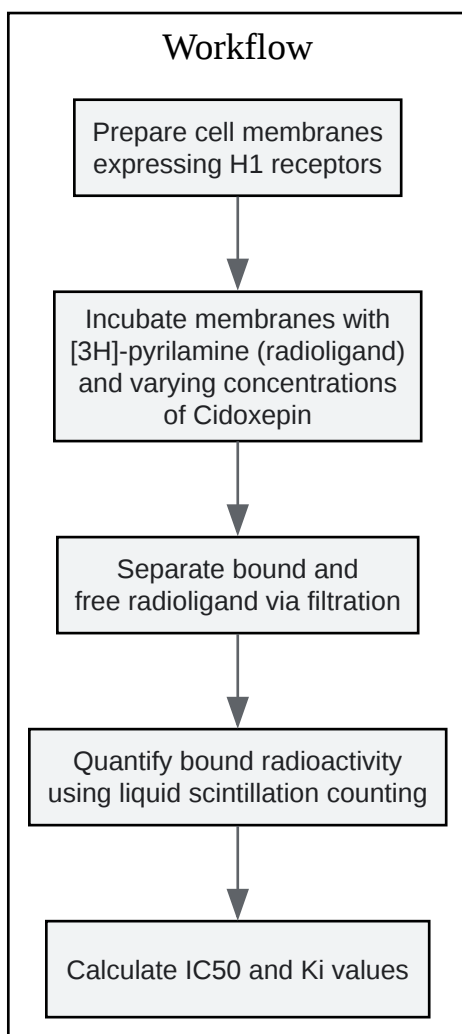 Workflow
Prepare cell membranes
expressing H1 receptors
Incubate membranes with
[3H]-pyrilamine (radioligand)
and varying concentrations
of Cidoxepin
Separate bound and
free radioligand via filtration
Quantify bound radioactivity
using liquid scintillation counting
Calculate IC50 and Ki values